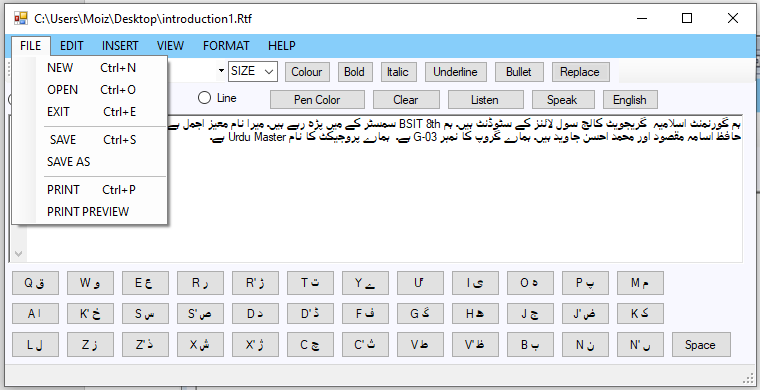 C:\Users\Moiz\Desktop\introduction1.Rtf
FILE EDIT INSERT VIEW FORMAT HELP
NEW Ctrl+N
OPEN Ctrl+O
EXIT Ctrl+E
SAVE Ctrl+S
SAVE AS
PRINT Ctrl+P
PRINT PREVIEW
SIZE Colour Bold Italic Underline Bullet Replace
Line Pen Color Clear Listen Speak English
ہم گورنمنٹ اسلامیہ گریجویٹ کالج سول لائنز کے سٹوڈنٹ ہیں. ہم BSIT 8th سمسٹر کے میں پڑہ رہے ہیں. میرا نام معیز اجمل ہے
حافظ اسامہ مقصود اور محمد احسن جاوید ہیں. ہمارے گروپ کا نمبر G-03 ہے. ہمارے پروجیکٹ کا نام Urdu Master ہے.
Q ق W و E ع R ر R' ڑ T ت Y ے U ئ I ی O ہ P پ M م
A ا K' خ S س S' ص D د D' ڈ F ف G گ H ھ J ج J' ض K ک
L ل Z ز Z' ذ X ش X' ژ C چ C' ث V ط V' ظ B ب N ن N' ں Space